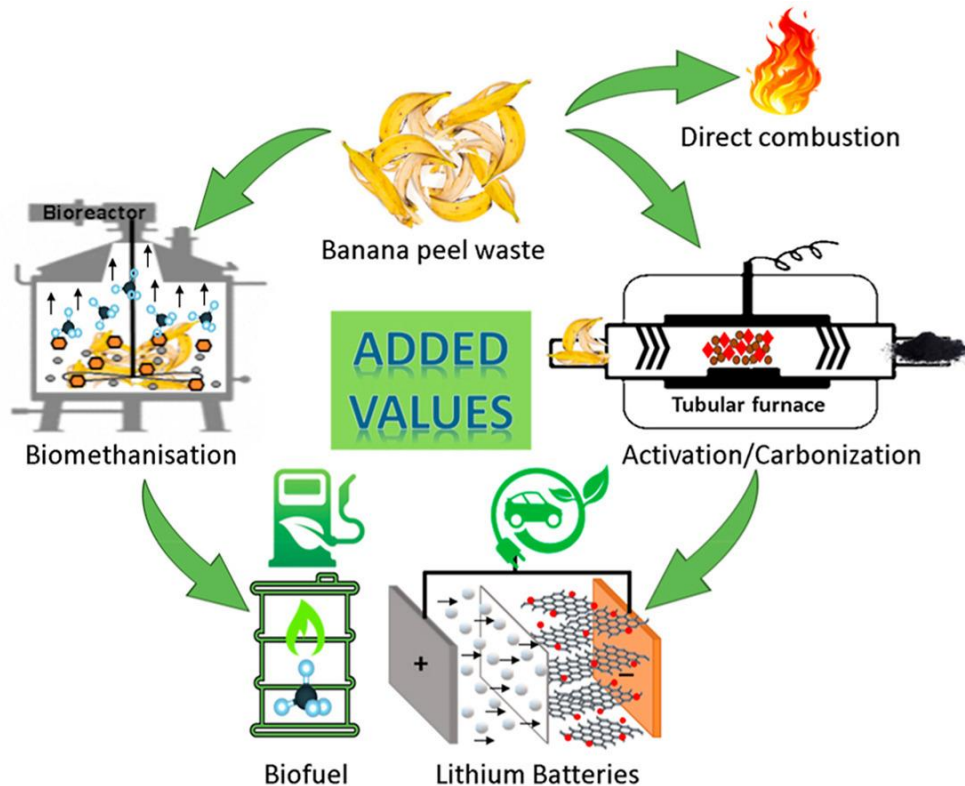 Direct combustion
Banana peel waste
Bioreactor
ADDED
VALUES
Tubular furnace
Biomethanisation
Activation/Carbonization
+
−
Biofuel
Lithium Batteries